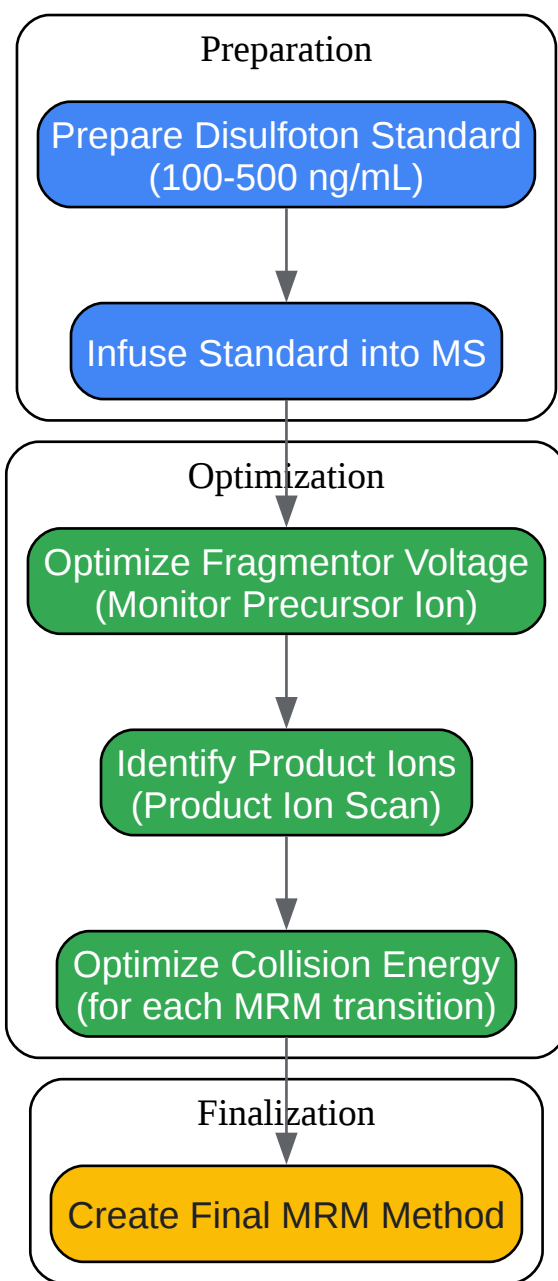 Preparation
Prepare Disulfoton Standard
(100-500 ng/mL)
Infuse Standard into MS
Optimization
Optimize Fragmentor Voltage
(Monitor Precursor Ion)
Identify Product Ions
(Product Ion Scan)
Optimize Collision Energy
(for each MRM transition)
Finalization
Create Final MRM Method